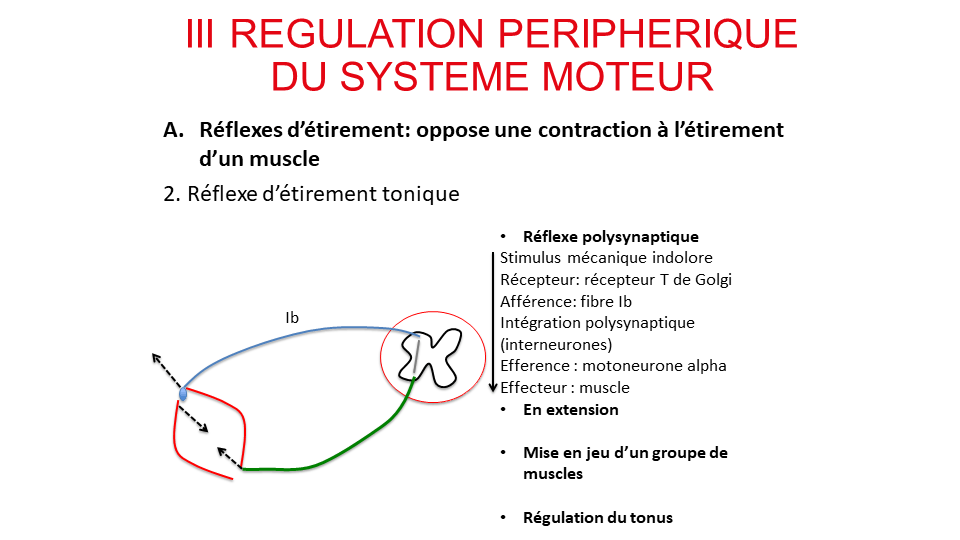 III REGULATION PERIPHERIQUE
DU SYSTEME MOTEUR
A. Réflexes d’étirement: oppose une contraction à l’étirement
d’un muscle
2. Réflexe d’étirement tonique
• Réflexe polysynaptique
Stimulus mécanique indolore
Récepteur: récepteur T de Golgi
Afférence: fibre Ib
Intégration polysynaptique
(interneurones)
Efference : motoneurone alpha
Effecteur : muscle
• En extension
• Mise en jeu d’un groupe de
muscles
• Régulation du tonus
Ib